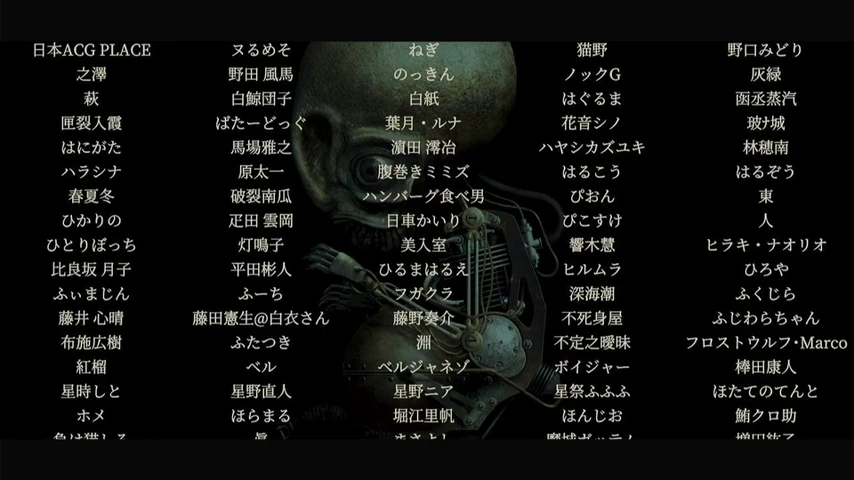 日本ACG PLACE ヌるめそ ねぎ 猫野 野口みどり
之澤 野田 風馬 のっきん ノックG 灰緑
萩 白鯨団子 白紙 はぐるま 函丞蒸汽
匣裂入霞 ばたーどっぐ 葉月・ルナ 花音シノ 玻ﾅ城
はにがた 馬場雅之 濵田 澪冶 ハヤシカズユキ 林穂南
ハラシナ 原太一 腹巻きミミズ はるこう はるぞう
春夏冬 破裂南瓜 ハンバーグ食べ男 ぴおん 東
ひかりの 疋田 雲岡 日車かいり ぴこすけ 人
ひとりぼっち 灯鳴子 美入室 響木慧 ヒラキ・ナオリオ
比良坂 月子 平田彬人 ひるまはるえ ヒルムラ ひろや
ふぃまじん ふーち フガクラ 深海潮 ふくじら
藤井 心晴 藤田憲生@白衣さん 藤野奏介 不死身屋 ふじわらちゃん
布施広樹 ふたつき 淵 不定之曖昧 フロストウルフ･Marco
紅榴 ベル ベルジャネゾ ボイジャー 棒田康人
星時しと 星野直人 星野ニア 星祭ふふふ ほたてのてんと
ホメ ほらまる 堀江里帆 ほんじお 鮪クロ助